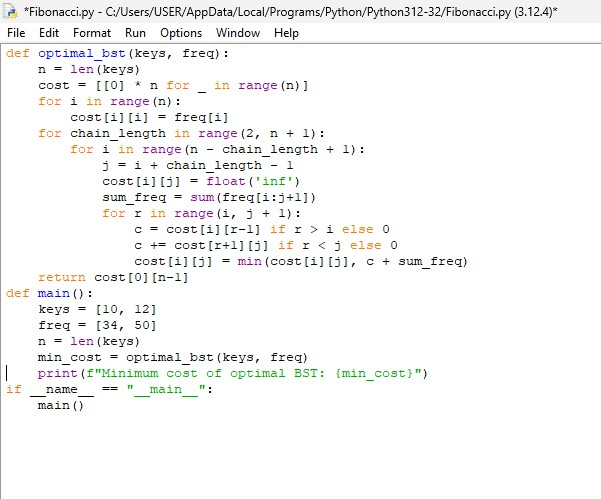 *Fibonacci.py - C:/Users/USER/AppData/Local/Programs/Python/Python312-32/Fibonacci.py (3.12.4)*
File Edit Format Run Options Window Help
def optimal_bst(keys, freq):
    n = len(keys)
    cost = [[0] * n for _ in range(n)]
    for i in range(n):
        cost[i][i] = freq[i]
    for chain_length in range(2, n + 1):
        for i in range(n - chain_length + 1):
            j = i + chain_length - 1
            cost[i][j] = float('inf')
            sum_freq = sum(freq[i:j+1])
            for r in range(i, j + 1):
                c = cost[i][r-1] if r > i else 0
                c += cost[r+1][j] if r < j else 0
                cost[i][j] = min(cost[i][j], c + sum_freq)
    return cost[0][n-1]
def main():
    keys = [10, 12]
    freq = [34, 50]
    n = len(keys)
    min_cost = optimal_bst(keys, freq)
    print(f"Minimum cost of optimal BST: {min_cost}")
if __name__ == "__main__":
    main()